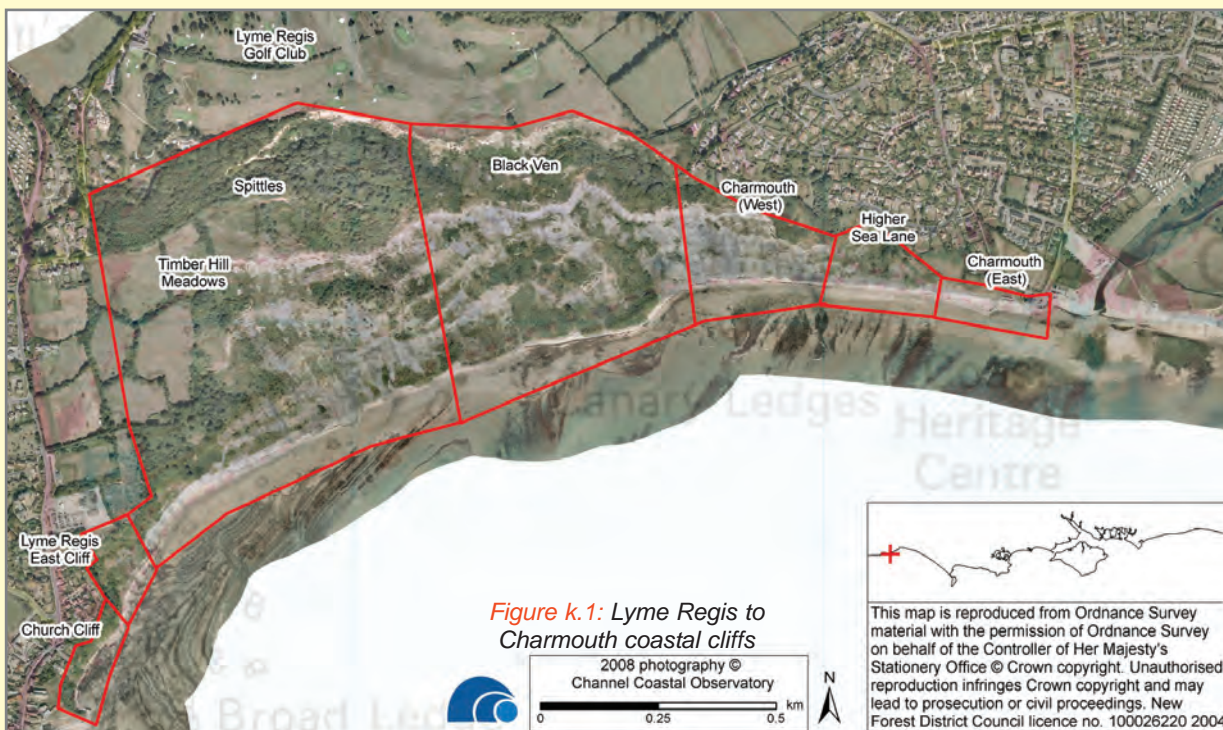 Lyme Regis
Golf Club
Black Ven
Spittles
Charmouth
(West)
Higher
Sea Lane
Charmouth
(East)
Timber Hill
Meadows
Canary Ledges
Heritage
Centre
Lyme Regis
East Cliff
Church Cliff
Broad Led
Figure k.1: Lyme Regis to
Charmouth coastal cliffs
2008 photography ©
Channel Coastal Observatory
0 0.25 0.5 km
N
This map is reproduced from Ordnance Survey
material with the permission of Ordnance Survey
on behalf of the Controller of Her Majesty's
Stationery Office © Crown copyright. Unauthorised
reproduction infringes Crown copyright and may
lead to prosecution or civil proceedings. New
Forest District Council licence no. 100026220 2004